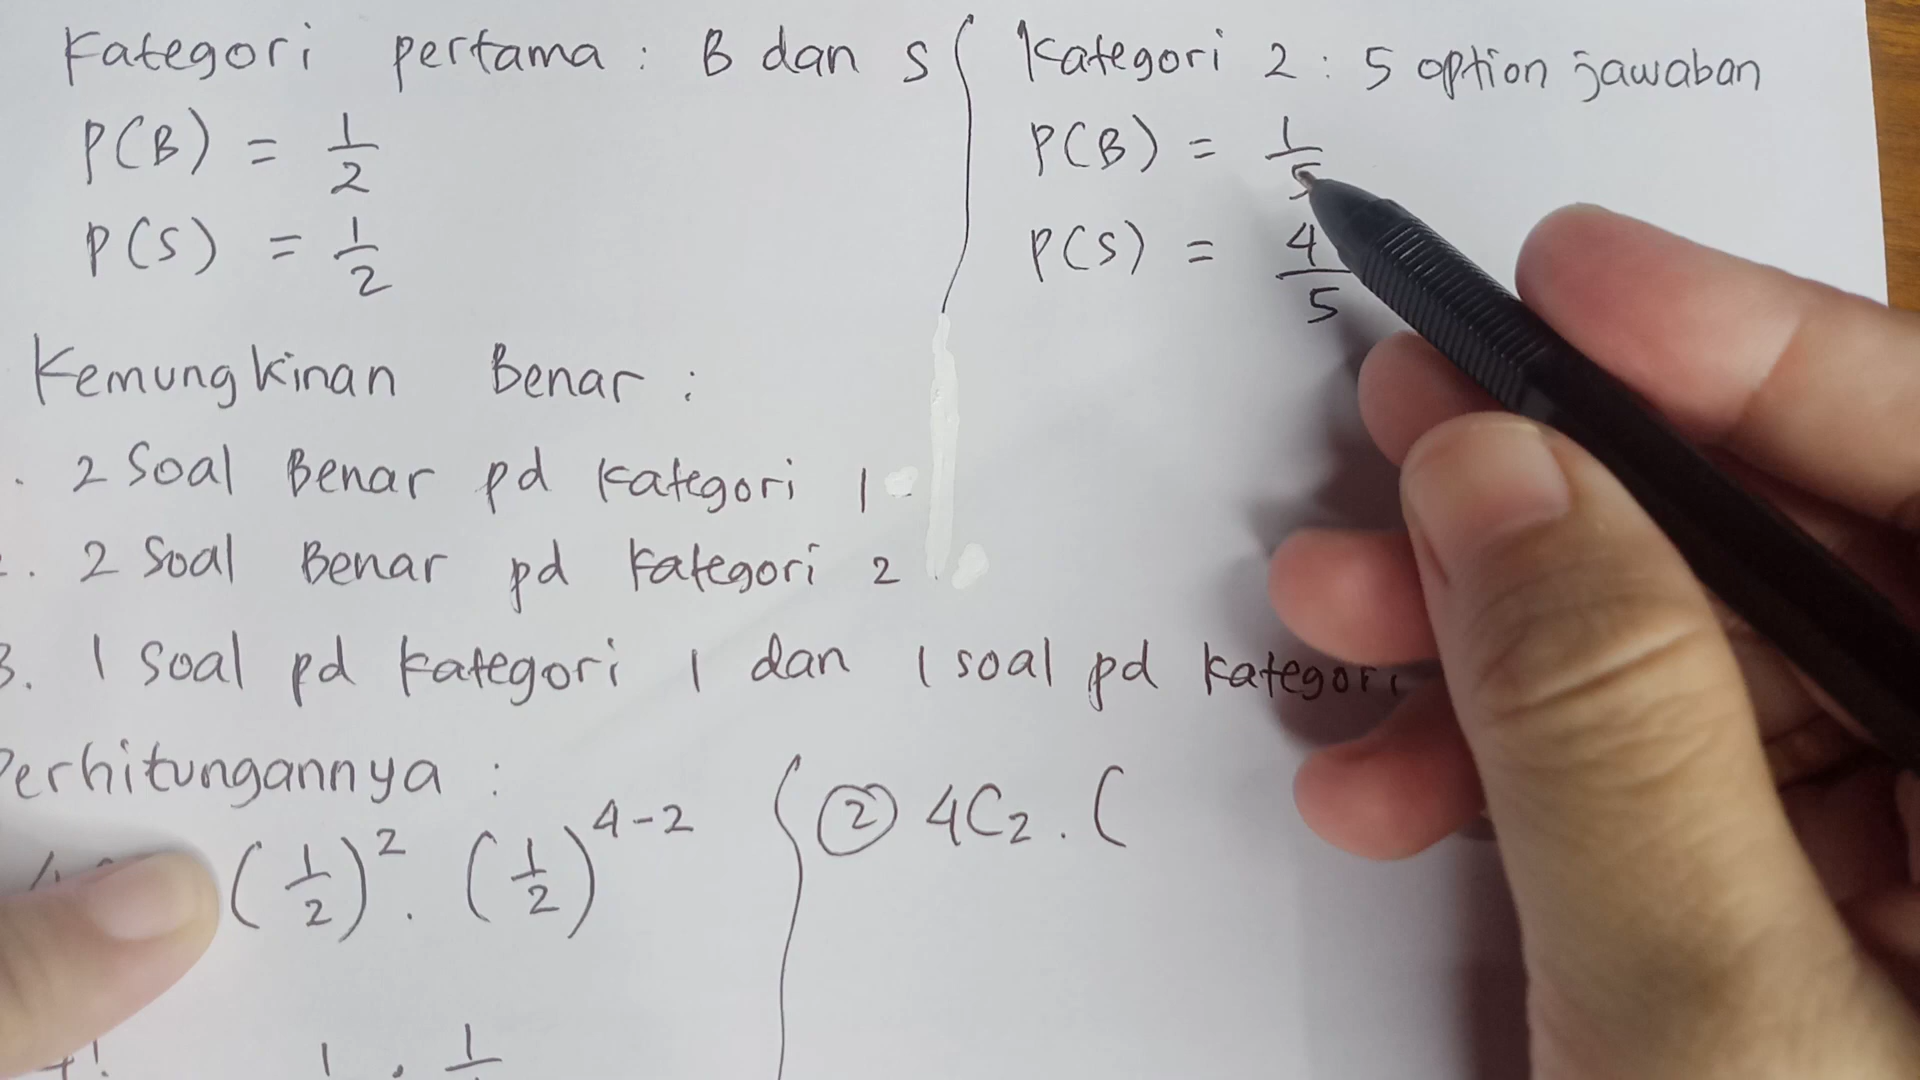 Kategori pertama : B dan S
P(B) = 1/2
P(S) = 1/2
Kategori 2 : 5 option jawaban
P(B) = 1/5
P(S) = 4/5
Kemungkinan Benar :
. 2 Soal Benar pd Kategori 1
2. 2 Soal Benar pd Kategori 2
3. 1 Soal pd Kategori 1 dan 1 soal pd Kategori
Perhitungannya :
(1/2)² . (1/2)⁴⁻²
② 4C₂ . (